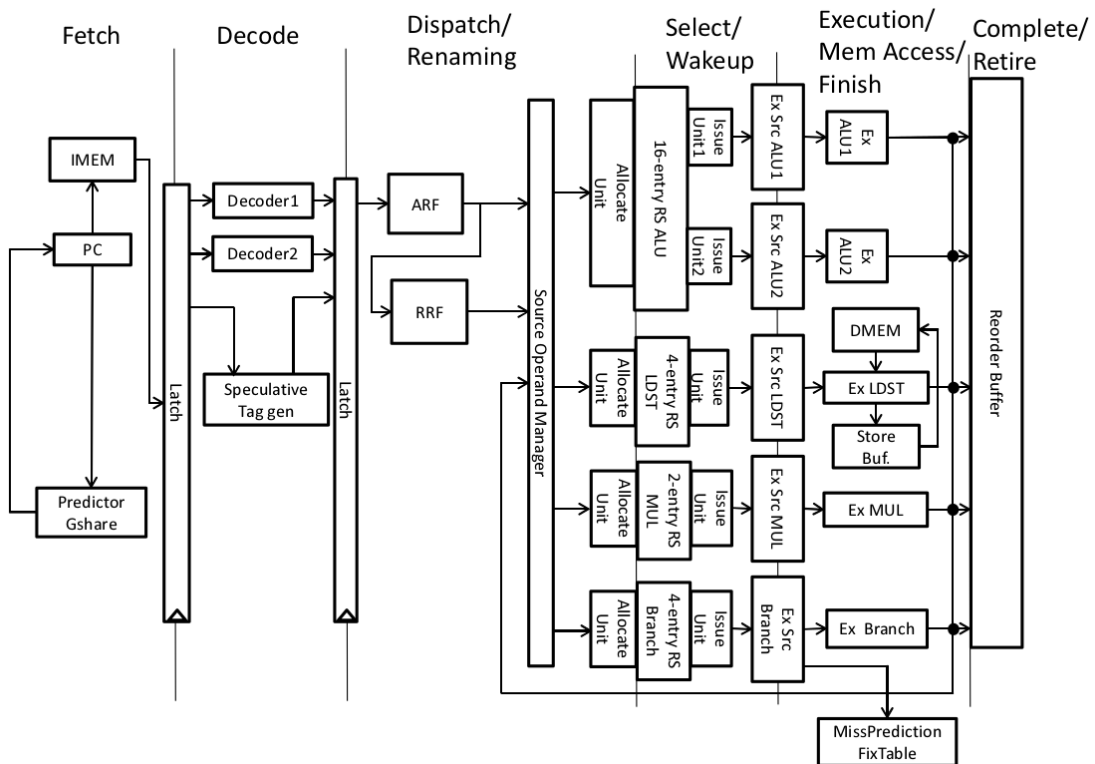 Fetch
Decode
Dispatch/
Renaming
Select/
Wakeup
Execution/
Mem Access/
Finish
Complete/
Retire
IMEM
PC
Predictor
Gshare
Latch
Decoder1
Decoder2
Speculative
Tag gen
Latch
ARF
RRF
Source Operand Manager
Allocate
Unit
16-entry RS ALU
Issue
Unit1
Issue
Unit2
Ex Src ALU1
Ex Src ALU2
Ex
ALU1
Ex
ALU2
Allocate
Unit
4-entry RS
LDST
Issue
Unit
Ex Src LDST
DMEM
Ex LDST
Store
Buf.
Allocate
Unit
2-entry RS
MUL
Issue
Unit
Ex Src MUL
Ex MUL
Allocate
Unit
4-entry RS
Branch
Issue
Unit
Ex Src
Branch
Ex Branch
MissPrediction
FixTable
Reorder Buffer